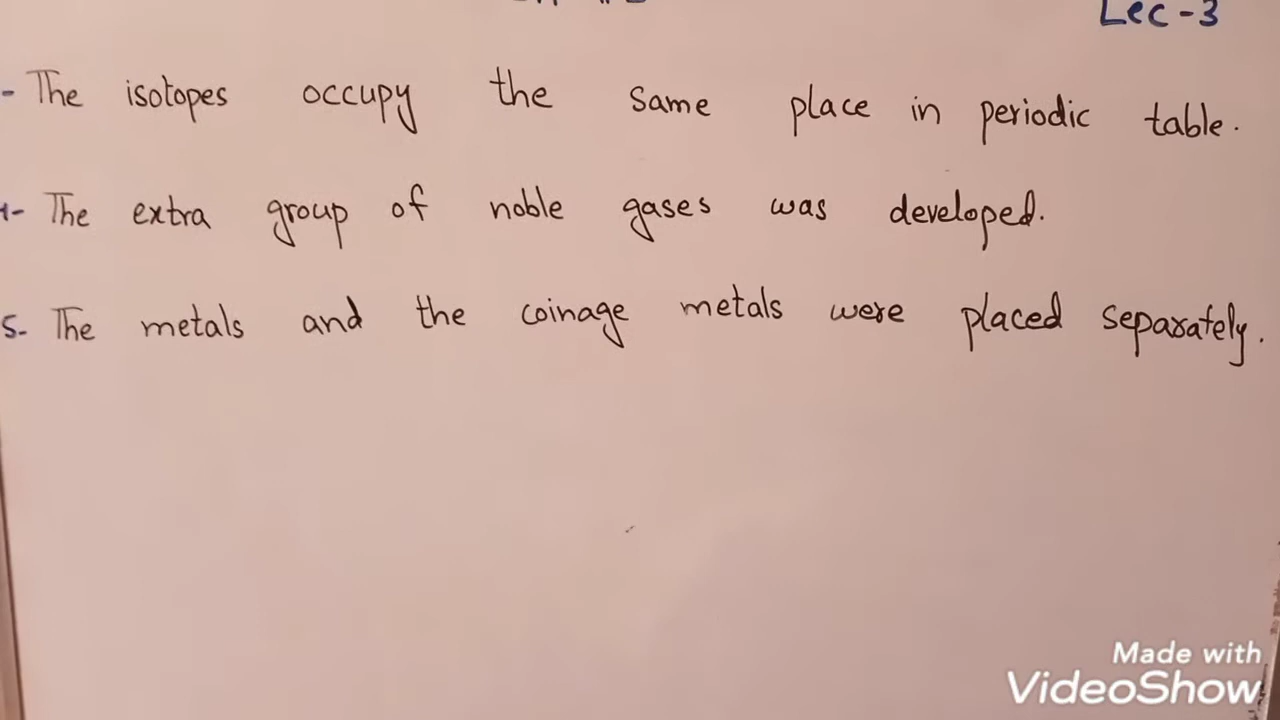 Lec-3
- The isotopes occupy the same place in periodic table.
- The extra group of noble gases was developed.
5- The metals and the coinage metals were placed separately.
Made with
VideoShow